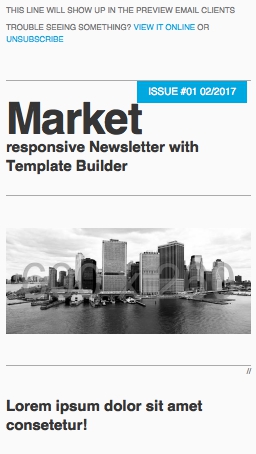 THIS LINE WILL SHOW UP IN THE PREVIEW EMAIL CLIENTS
TROUBLE SEEING SOMETHING? VIEW IT ONLINE OR
UNSUBSCRIBE
ISSUE #01 02/2017
Market
responsive Newsletter with
Template Builder
//
Lorem ipsum dolor sit amet
consetetur!